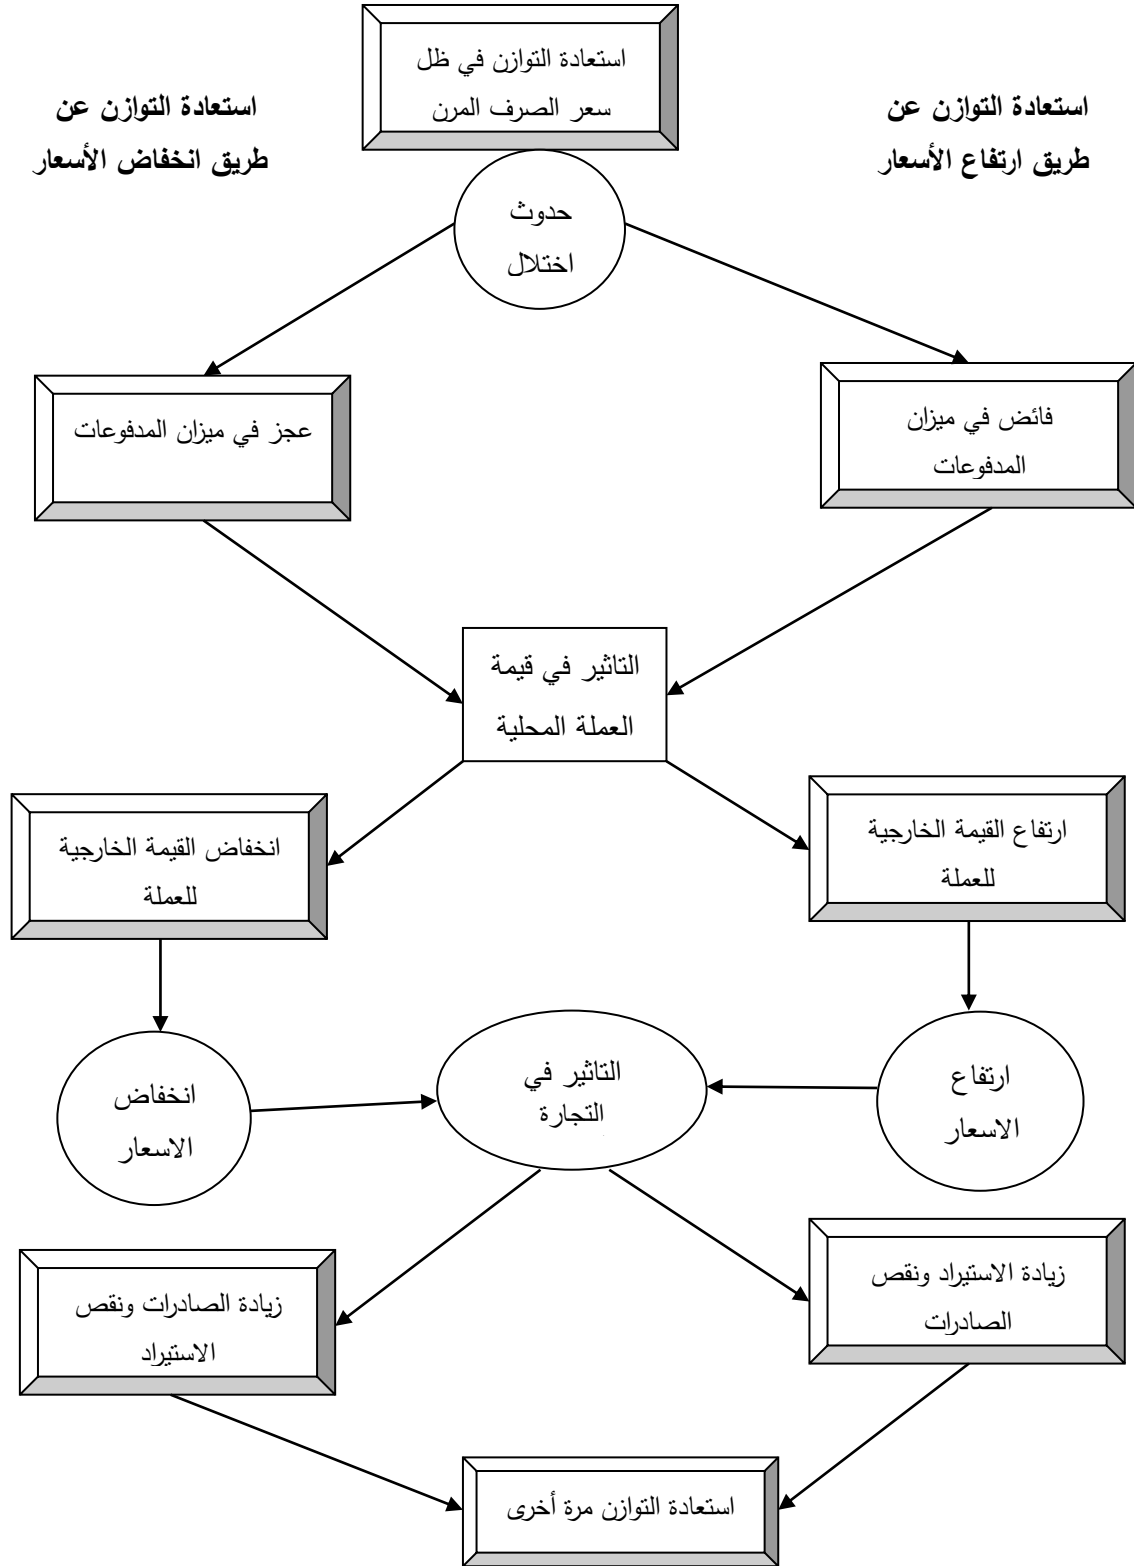 استعادة التوازن في ظل
سعر الصرف المرن
استعادة التوازن عن
طريق ارتفاع الأسعار
استعادة التوازن عن
طريق انخفاض الأسعار
حدوث
اختلال
فائض في ميزان
المدفوعات
عجز في ميزان المدفوعات
التاثير في قيمة
العملة المحلية
ارتفاع القيمة الخارجية
للعملة
انخفاض القيمة الخارجية
للعملة
ارتفاع
الاسعار
التاثير في
التجارة
انخفاض
الاسعار
زيادة الاستيراد ونقص
الصادرات
زيادة الصادرات ونقص
الاستيراد
استعادة التوازن مرة أخرى